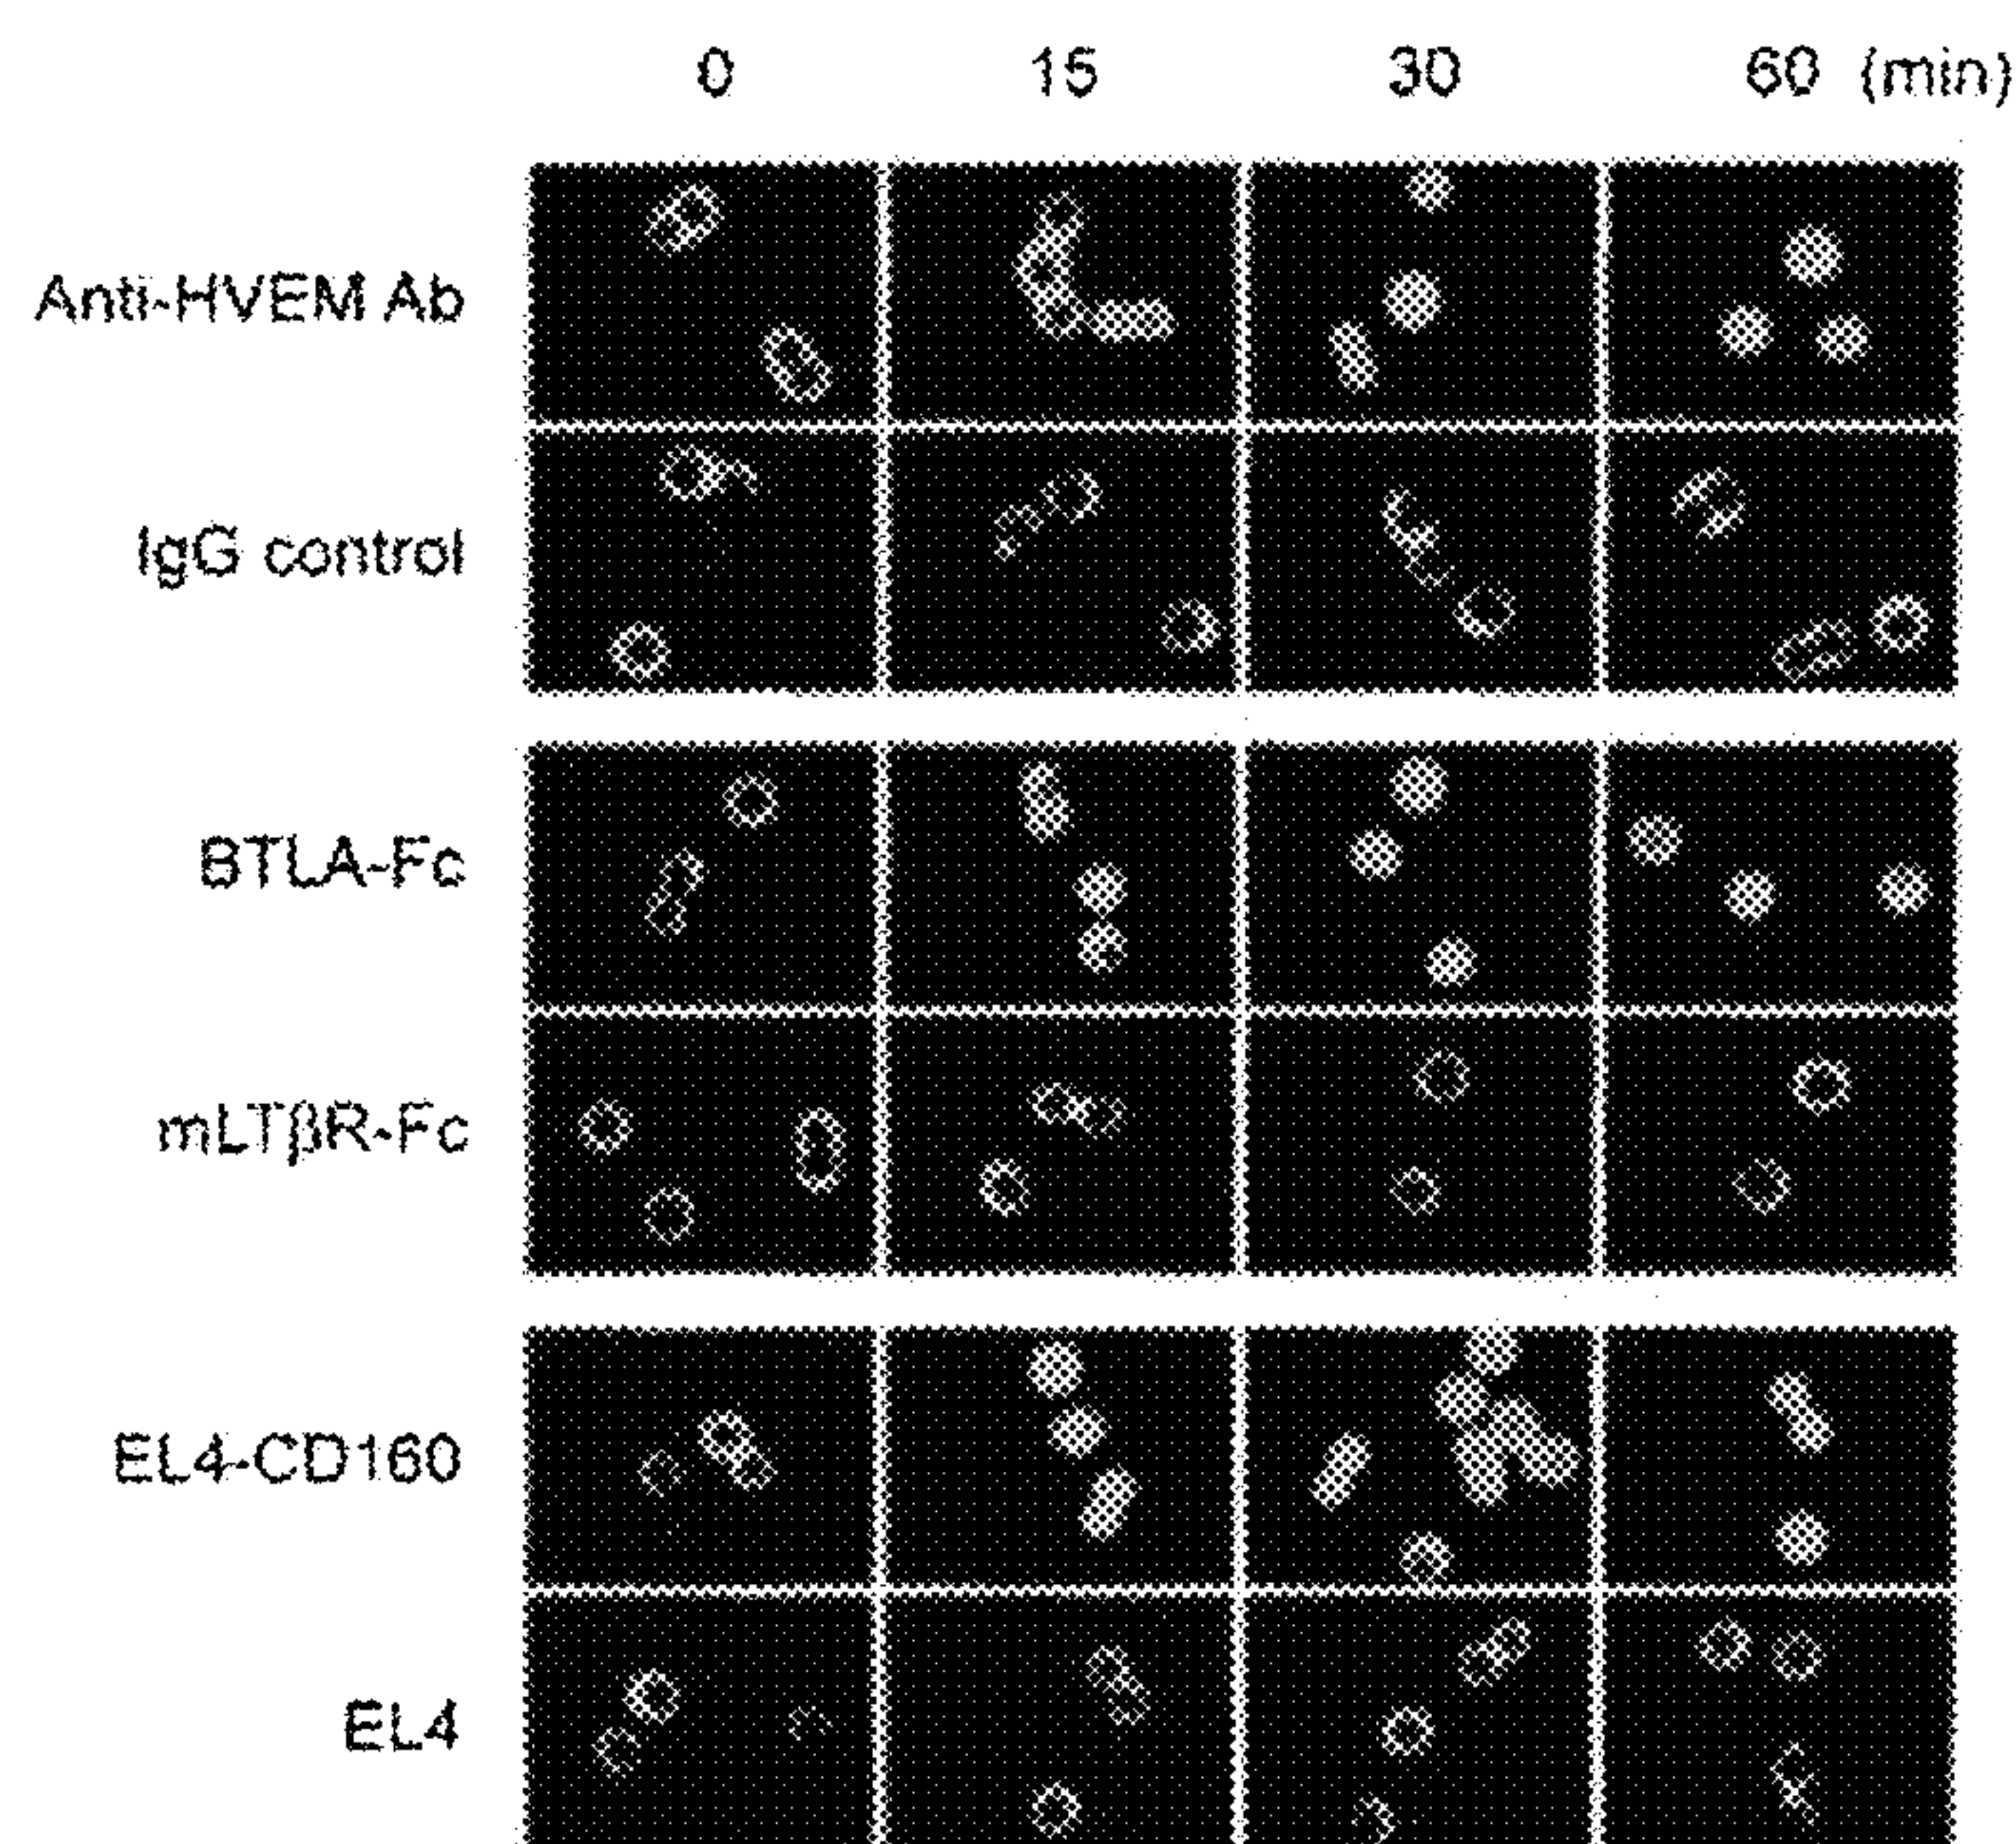 0 15 30 60 (min)
Anti-HVEM Ab
IgG control
BTLA-Fc
mLTβR-Fc
EL4-CD160
EL4